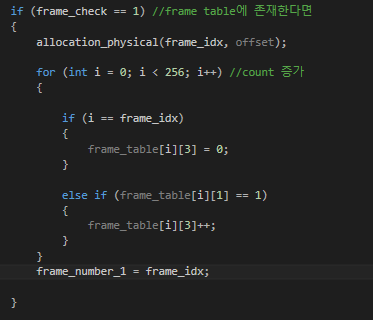 if (frame_check == 1) //frame table에 존재한다면
{
allocation_physical(frame_idx, offset);
for (int i = 0; i < 256; i++) //count 증가
{
if (i == frame_idx)
{
frame_table[i][3] = 0;
}
else if (frame_table[i][1] == 1)
{
frame_table[i][3]++;
}
}
frame_number_1 = frame_idx;
}